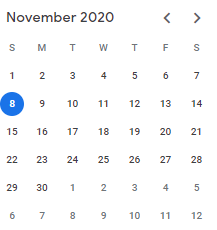 November 2020
S M T W T F S
1 2 3 4 5 6 7
8 9 10 11 12 13 14
15 16 17 18 19 20 21
22 23 24 25 26 27 28
29 30 1 2 3 4 5
6 7 8 9 10 11 12